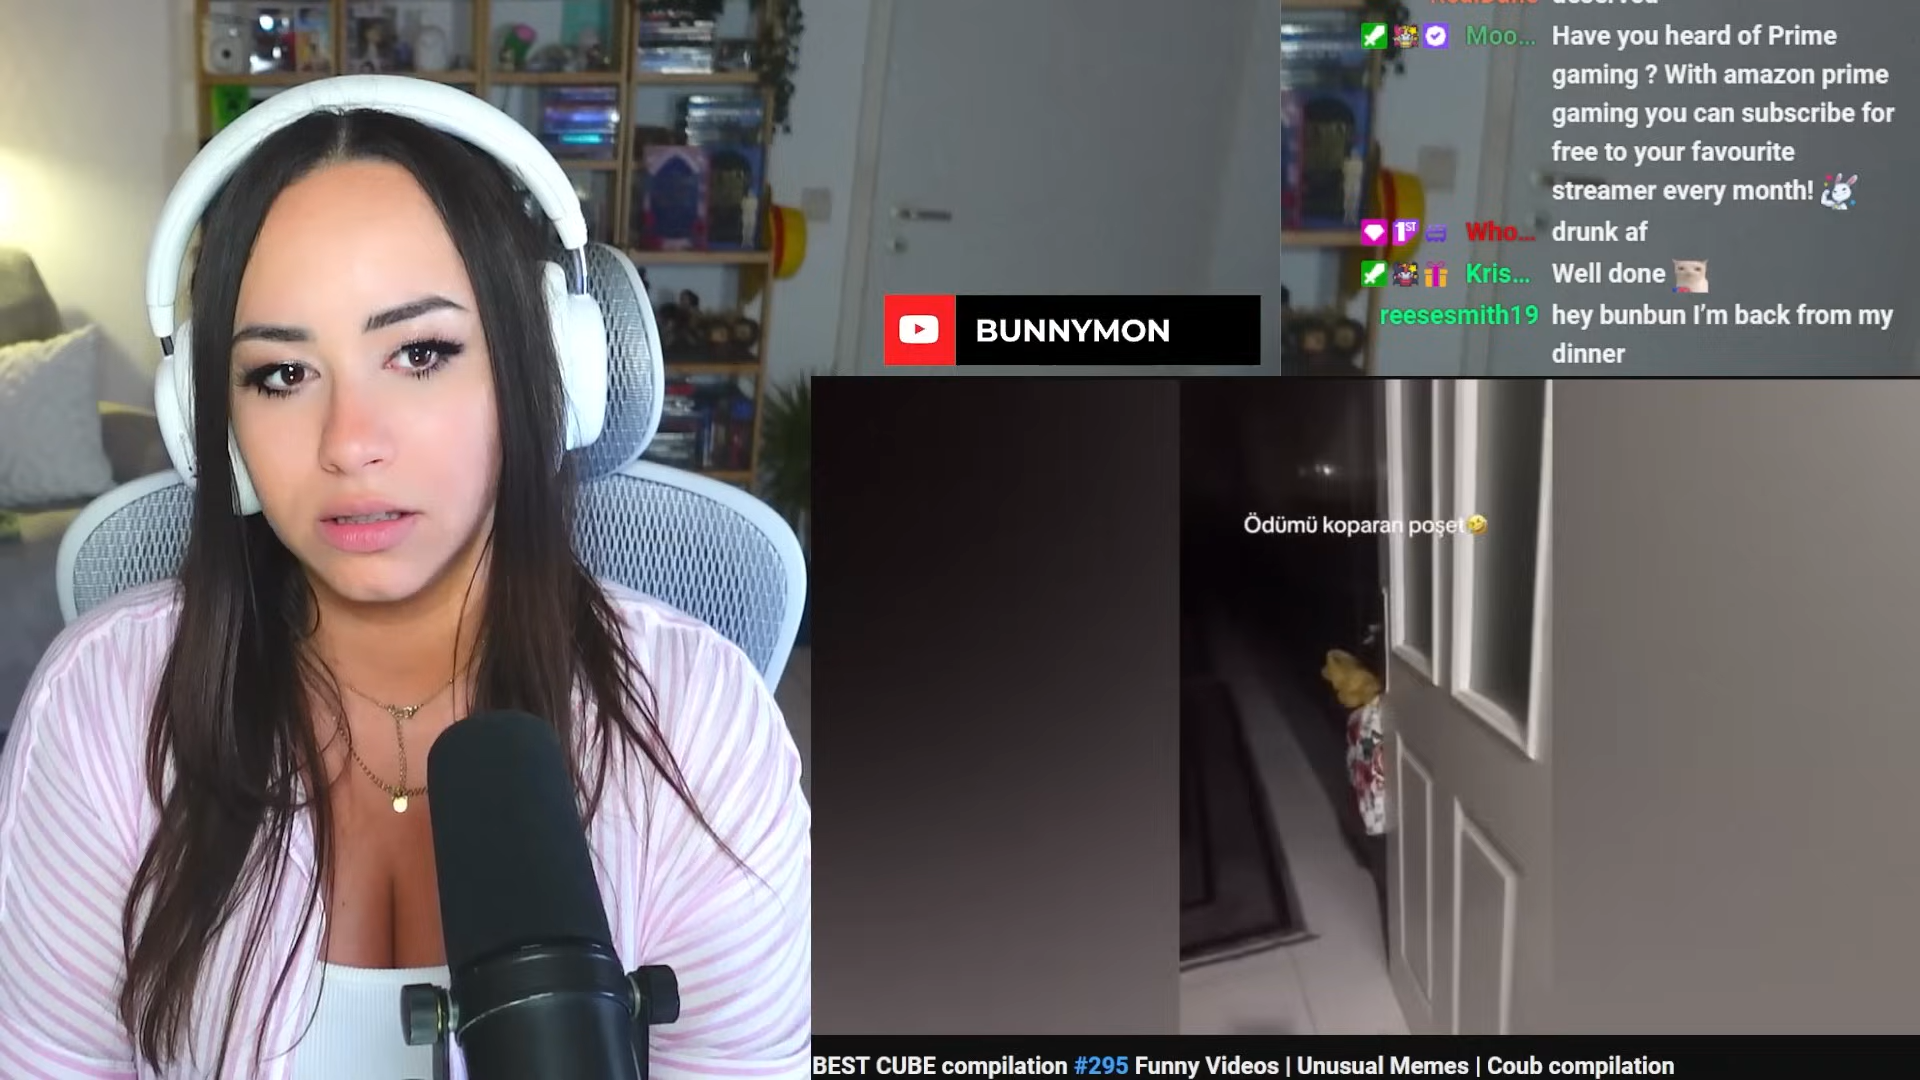 deserved
Moo... Have you heard of Prime
gaming ? With amazon prime
gaming you can subscribe for
free to your favourite
streamer every month!
1ST Who... drunk af
Kris... Well done
reesesmith19 hey bunbun I’m back from my
dinner
BUNNYMON
Ödümü koparan poşet🤣
BEST CUBE compilation #295 Funny Videos | Unusual Memes | Coub compilation